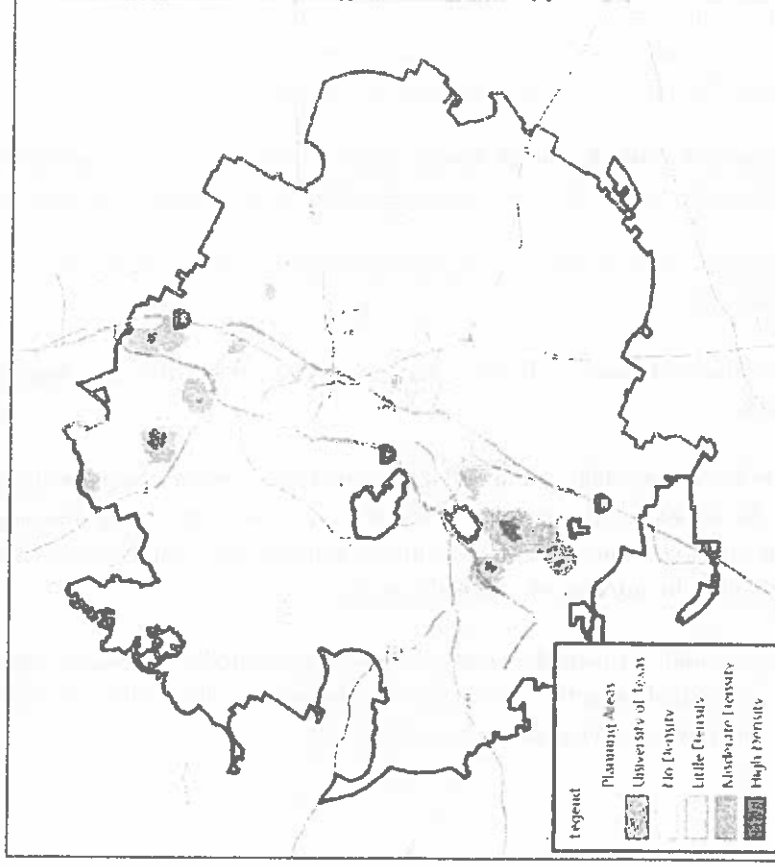 Legend
Planning Areas
University of Texas
No Density
Little Density
Moderate Density
High Density